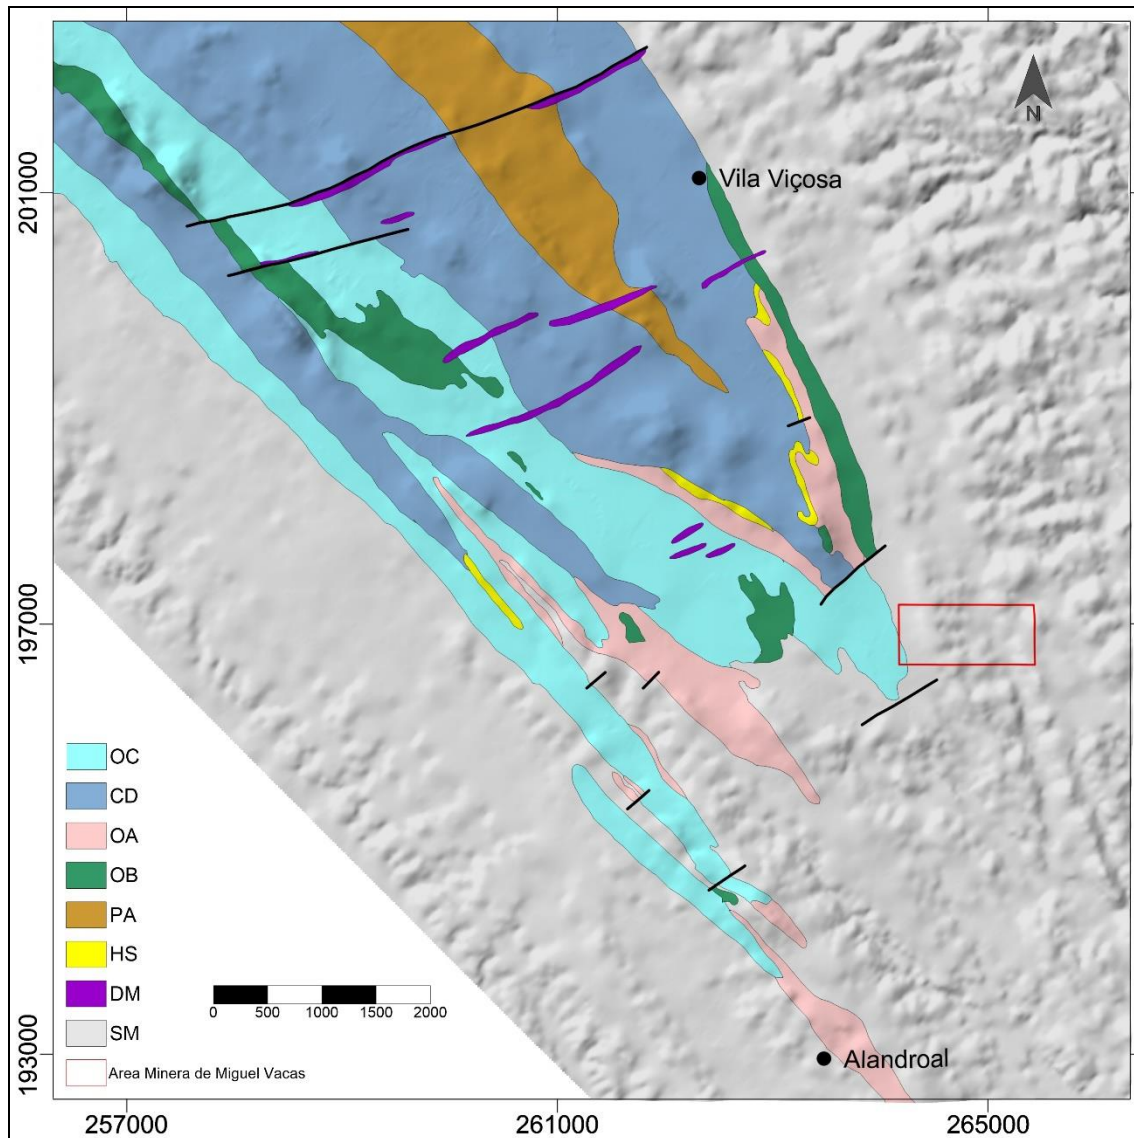 N
201000
Vila Viçosa
197000
OC
CD
OA
OB
PA
HS
DM
SM
Area Minera de Miguel Vacas
0 500 1000 1500 2000
193000
Alandroal
257000 261000 265000